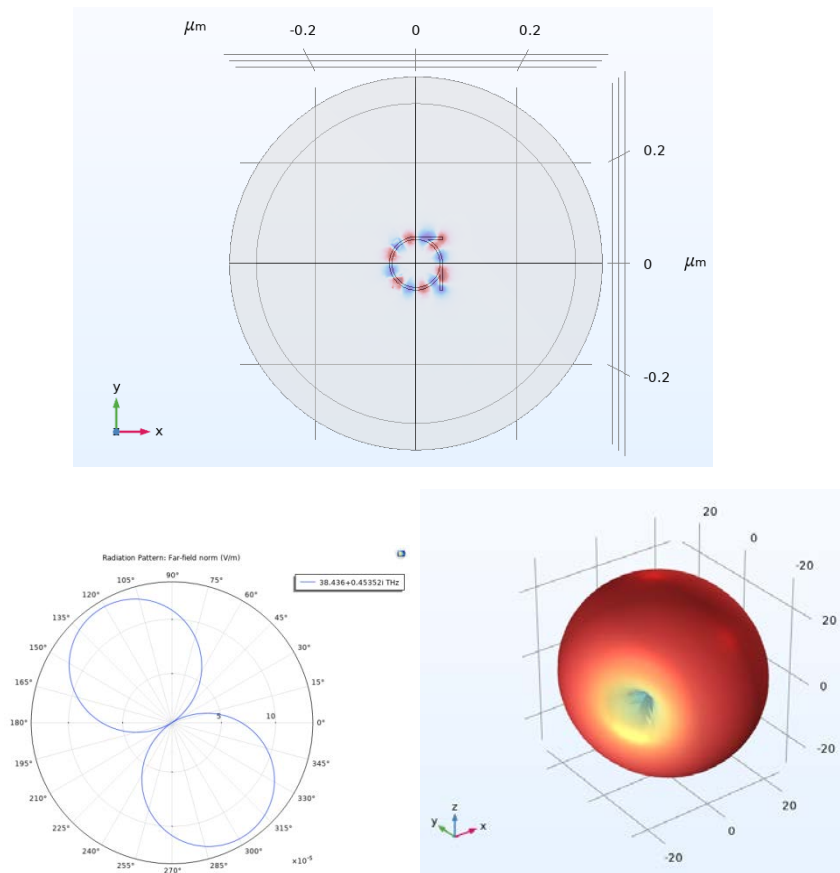 μm -0.2 0 0.2
0.2
0 μm
-0.2
y
x
Radiation Pattern: Far-field norm (V/m)
38.436+0.45352i THz
90°
105° 75°
120° 60°
135° 45°
150° 30°
165° 15°
180° 5 10 0°
195° 345
210° 330
225° 315
240° 300
255° 285
270°
×10⁻⁵
20
0
-20
20
0
-20
20
0
-20
z
y x